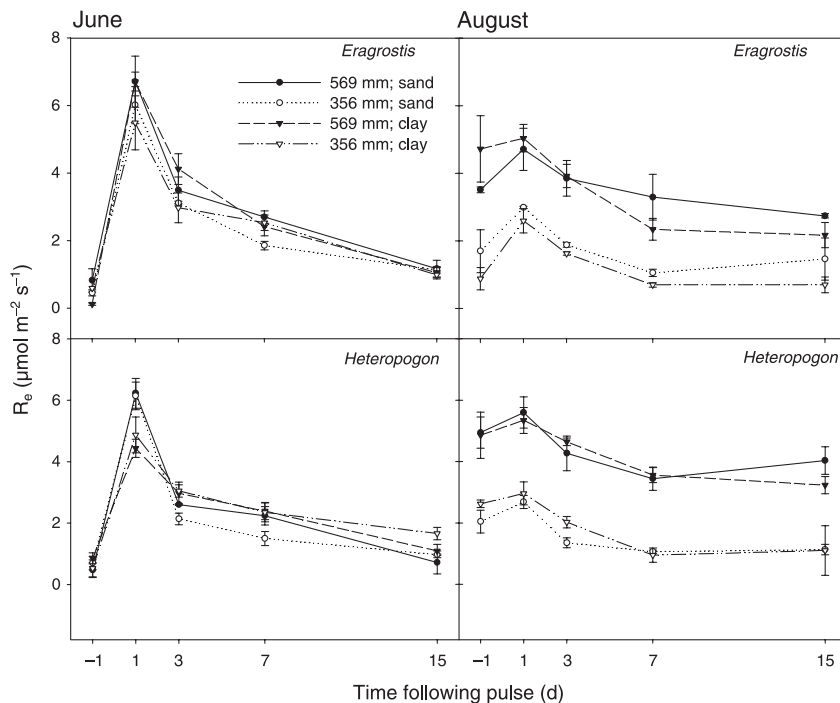 June
August
Eragrostis
Eragrostis
569 mm; sand
356 mm; sand
569 mm; clay
356 mm; clay
8
6
4
2
0
Heteropogon
Heteropogon
8
6
4
2
0
Rₑ (μmol m⁻² s⁻¹)
−1 1 3 7 15
−1 1 3 7 15
Time following pulse (d)